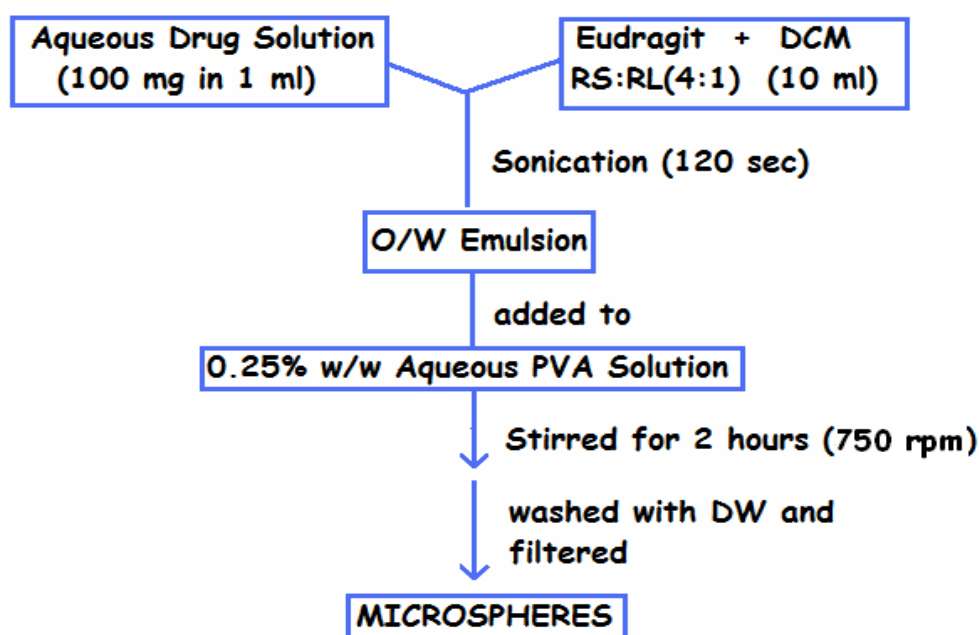 Aqueous Drug Solution
(100 mg in 1 ml)
Eudragit + DCM
RS:RL(4:1) (10 ml)
Sonication (120 sec)
O/W Emulsion
added to
0.25% w/w Aqueous PVA Solution
Stirred for 2 hours (750 rpm)
washed with DW and
filtered
MICROSPHERES